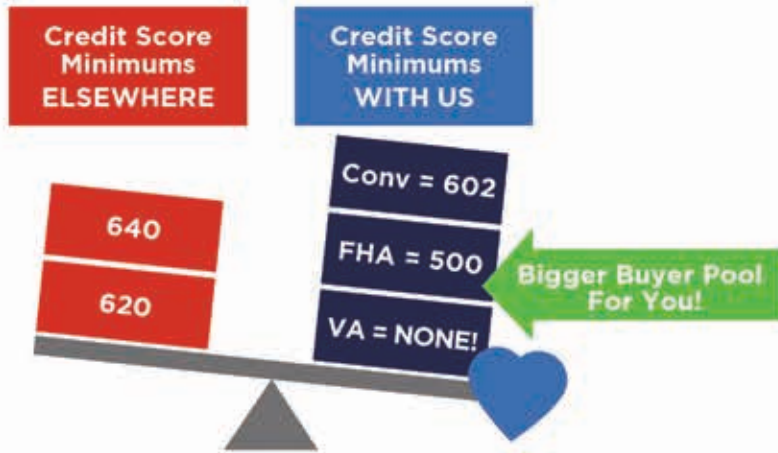 Credit Score
Minimums
ELSEWHERE
Credit Score
Minimums
WITH US
640
620
Conv = 602
FHA = 500
VA = NONE!
Bigger Buyer Pool
For You!